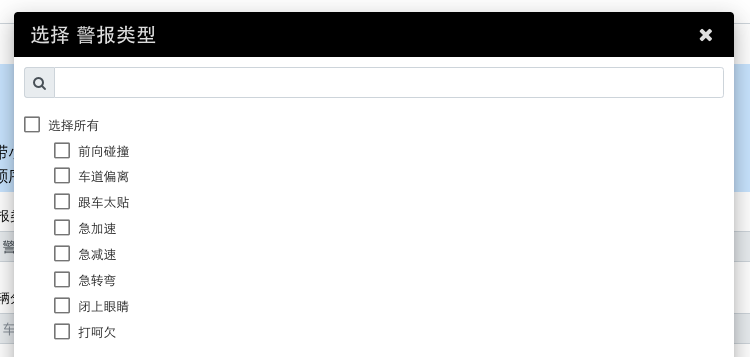 选择 警报类型
选择所有
前向碰撞
车道偏离
跟车太贴
急加速
急减速
急转弯
闭上眼睛
打呵欠
警
车